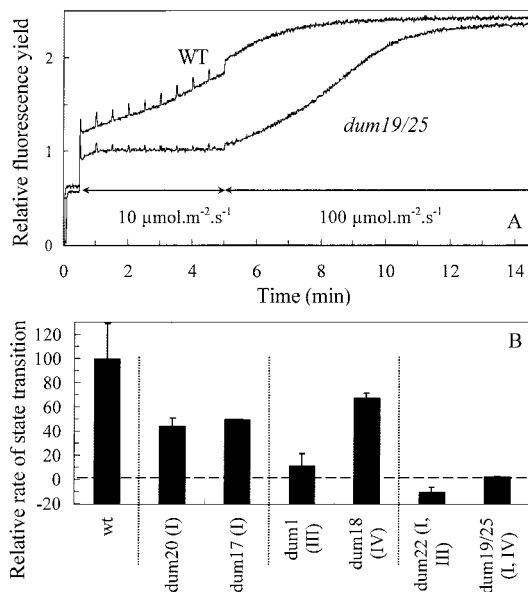 Relative fluorescence yield
2
1
0
WT
dum19/25
10 µmol.m-2.s-1
100 µmol.m-2.s-1
A
0 2 4 6 8 10 12 14
Time (min)
Relative rate of state transition
120
100
80
60
40
20
0
-20
B
wt
dum20 (I)
dum17 (I)
dum1 (III)
dum18 (IV)
dum22 (I, III)
dum19/25 (I, IV)